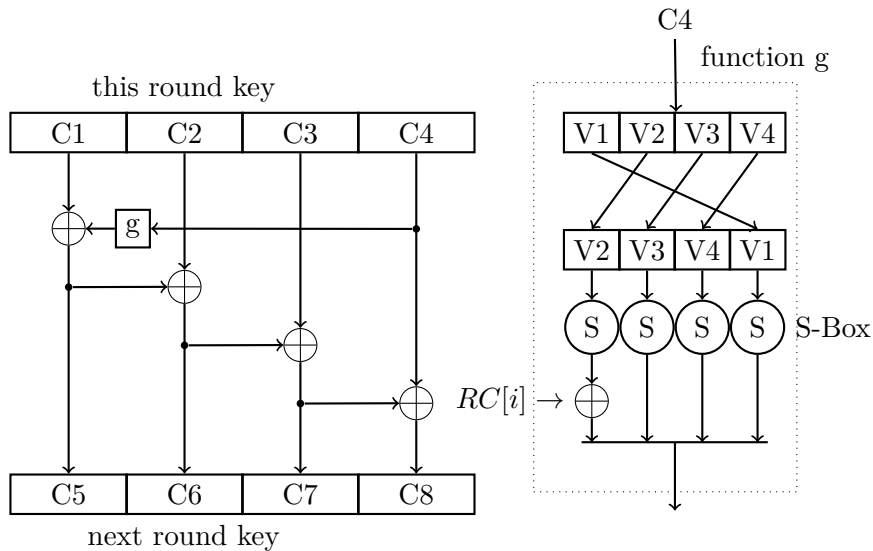 C4
function g
this round key
C1 C2 C3 C4
V1 V2 V3 V4
g
V2 V3 V4 V1
S S S S S-Box
RC[i] →
C5 C6 C7 C8
next round key